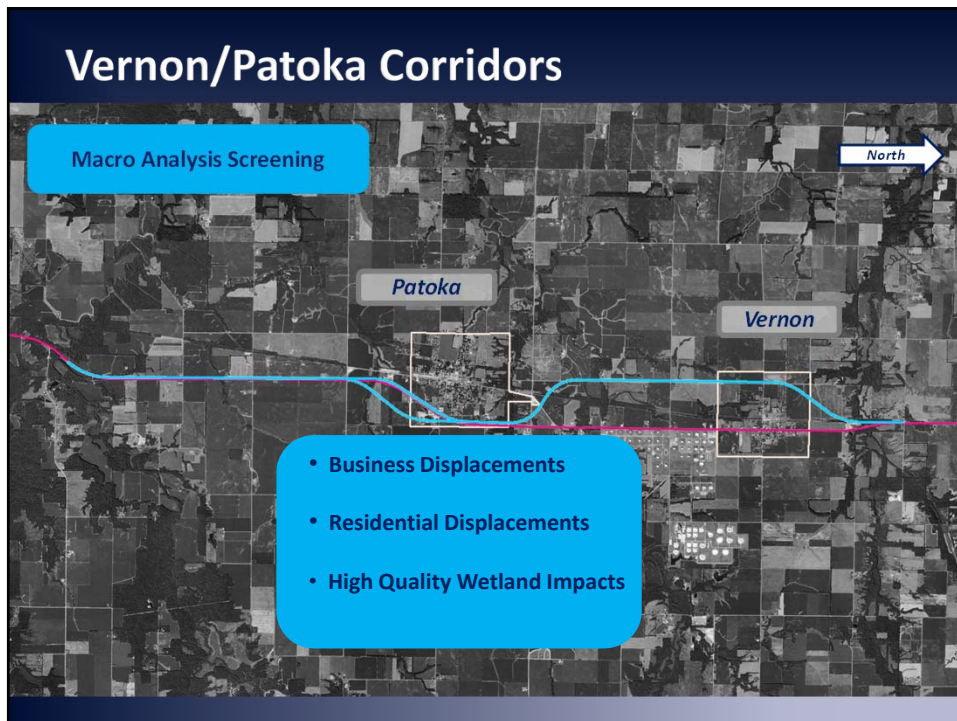 Vernon/Patoka Corridors
Macro Analysis Screening
North
Patoka
Vernon
• Business Displacements
• Residential Displacements
• High Quality Wetland Impacts